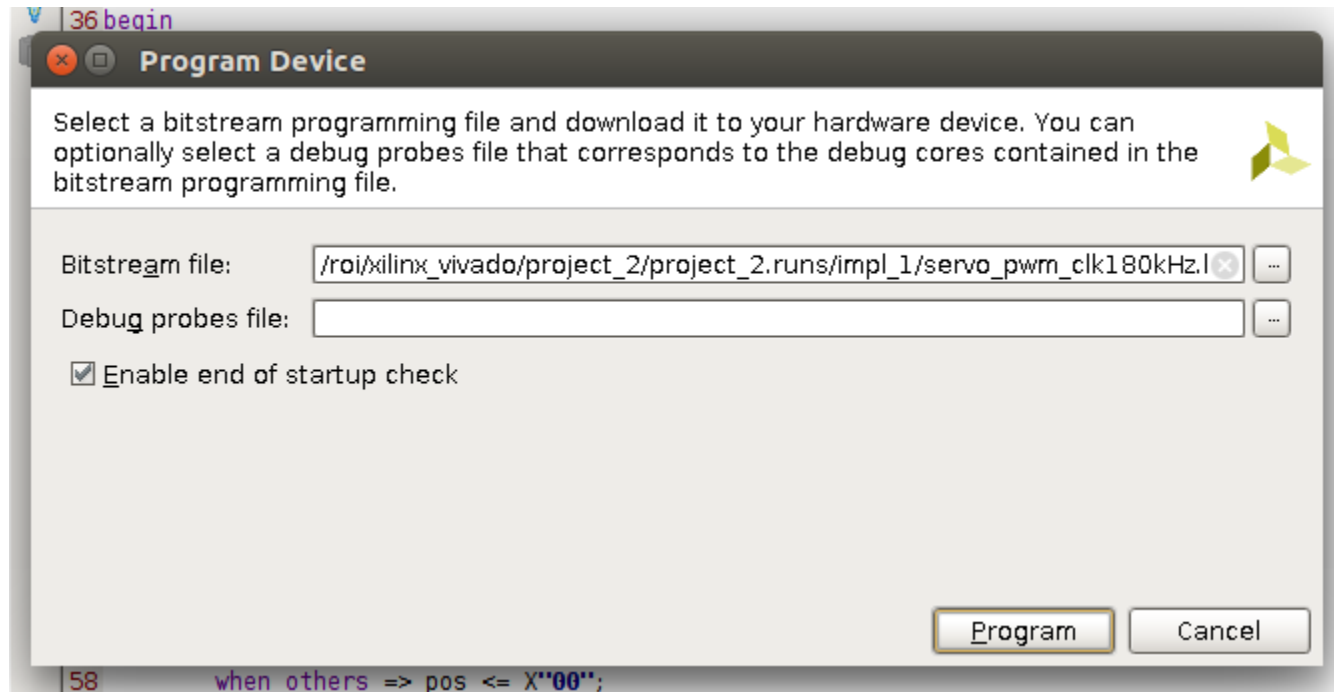 36 begin
Program Device
Select a bitstream programming file and download it to your hardware device. You can
optionally select a debug probes file that corresponds to the debug cores contained in the
bitstream programming file.
Bitstream file: /roi/xilinx_vivado/project_2/project_2.runs/impl_1/servo_pwm_clk180kHz.l ...
Debug probes file: ...
Enable end of startup check
Program Cancel
58 when others => pos <= X"00";